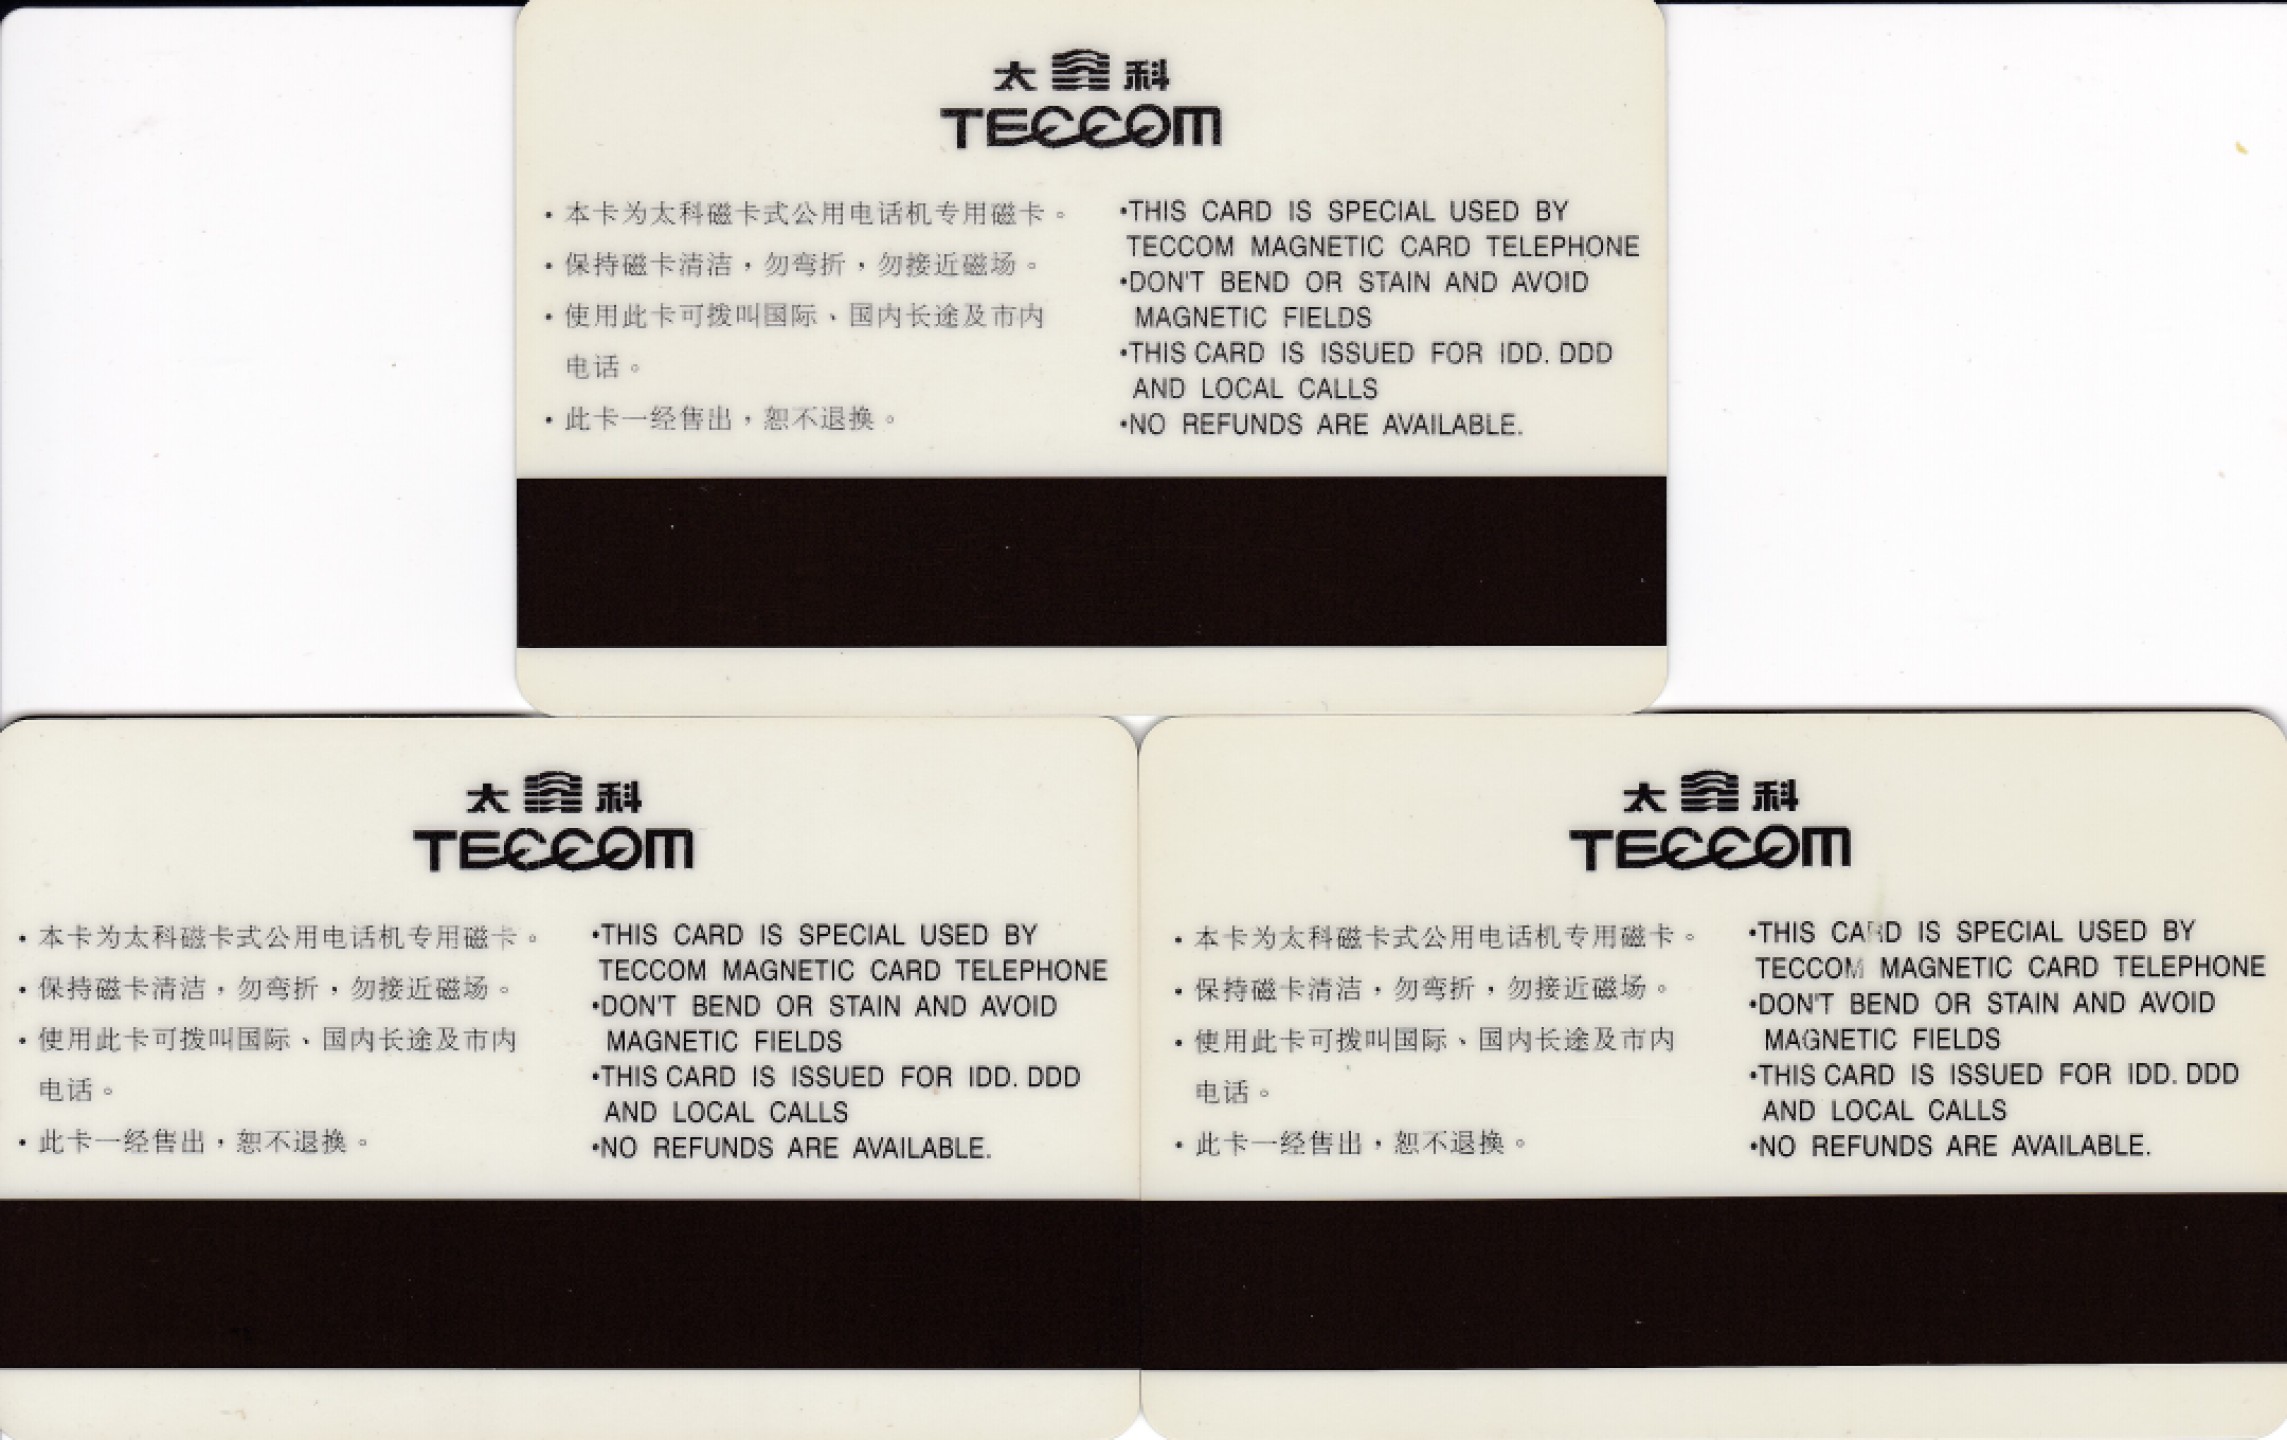 太 科
TECCOM
• 本卡为太科磁卡式公用电话机专用磁卡。
• 保持磁卡清洁，勿弯折，勿接近磁场。
• 使用此卡可拨叫国际、国内长途及市内
电话。
• 此卡一经售出，恕不退换。
•THIS CARD IS SPECIAL USED BY
TECCOM MAGNETIC CARD TELEPHONE
•DON'T BEND OR STAIN AND AVOID
MAGNETIC FIELDS
•THIS CARD IS ISSUED FOR IDD. DDD
AND LOCAL CALLS
•NO REFUNDS ARE AVAILABLE.
太 科
TECCOM
• 本卡为太科磁卡式公用电话机专用磁卡。
• 保持磁卡清洁，勿弯折，勿接近磁场。
• 使用此卡可拨叫国际、国内长途及市内
电话。
• 此卡一经售出，恕不退换。
•THIS CARD IS SPECIAL USED BY
TECCOM MAGNETIC CARD TELEPHONE
•DON'T BEND OR STAIN AND AVOID
MAGNETIC FIELDS
•THIS CARD IS ISSUED FOR IDD. DDD
AND LOCAL CALLS
•NO REFUNDS ARE AVAILABLE.
太 科
TECCOM
• 本卡为太科磁卡式公用电话机专用磁卡。
• 保持磁卡清洁，勿弯折，勿接近磁场。
• 使用此卡可拨叫国际、国内长途及市内
电话。
• 此卡一经售出，恕不退换。
•THIS CARD IS SPECIAL USED BY
TECCOM MAGNETIC CARD TELEPHONE
•DON'T BEND OR STAIN AND AVOID
MAGNETIC FIELDS
•THIS CARD IS ISSUED FOR IDD. DDD
AND LOCAL CALLS
•NO REFUNDS ARE AVAILABLE.